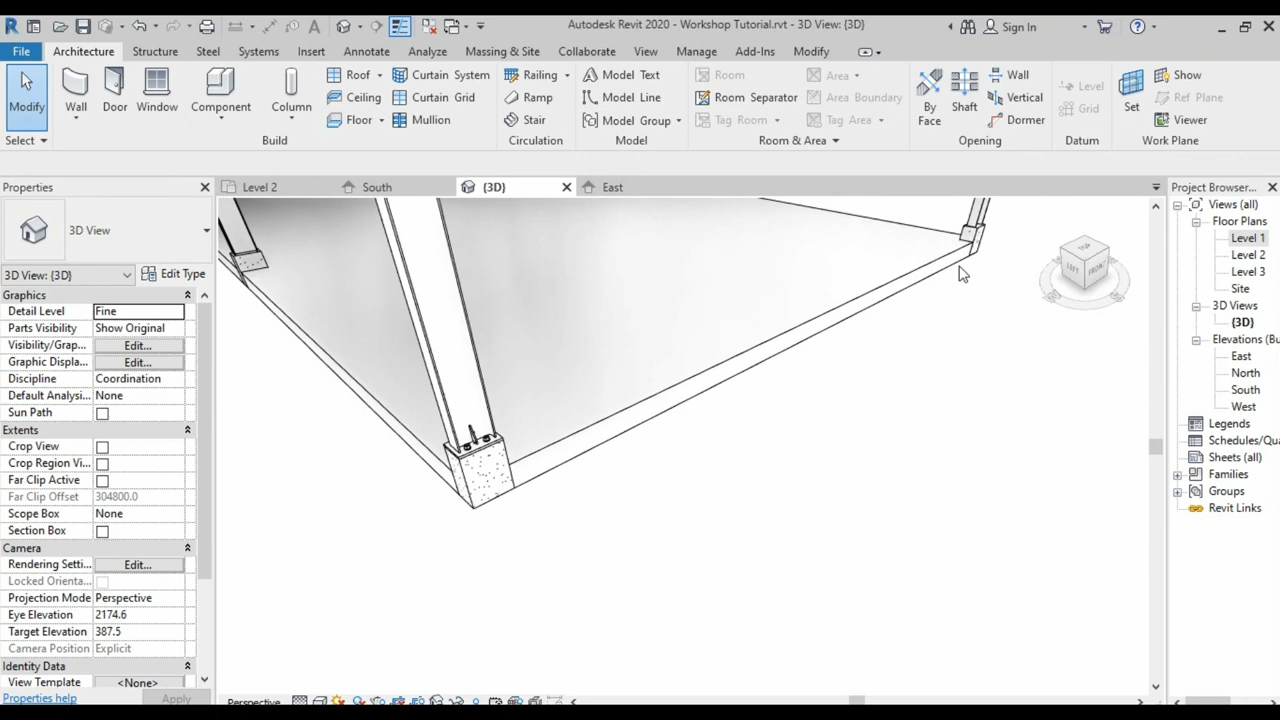 Autodesk Revit 2020 - Workshop Tutorial.rvt - 3D View: {3D}
Sign In
File Architecture Structure Steel Systems Insert Annotate Analyze Massing & Site Collaborate View Manage Add-Ins Modify
Modify Wall Door Window Component Column
Roof Curtain System Railing Model Text Room Area By Face Shaft Wall Level Set Show
Ceiling Curtain Grid Ramp Model Line Room Separator Area Boundary Vertical Grid Ref Plane
Floor Mullion Stair Model Group Tag Room Tag Area Dormer Viewer
Select Build Circulation Model Room & Area Opening Datum Work Plane
Properties
3D View
3D View: {3D} Edit Type
Graphics
Detail Level Fine
Parts Visibility Show Original
Visibility/Grap... Edit...
Graphic Displa... Edit...
Discipline Coordination
Default Analysi... None
Sun Path
Extents
Crop View
Crop Region Vi...
Far Clip Active
Far Clip Offset 304800.0
Scope Box None
Section Box
Camera
Rendering Setti... Edit...
Locked Orienta...
Projection Mode Perspective
Eye Elevation 2174.6
Target Elevation 387.5
Camera Position Explicit
Identity Data
View Template <None>
Properties help Apply
Level 2 South {3D} East
TOP
LEFT FRONT
Perspective
Project Browser...
Views (all)
Floor Plans
Level 1
Level 2
Level 3
Site
3D Views
{3D}
Elevations (Bu
East
North
South
West
Legends
Schedules/Qua
Sheets (all)
Families
Groups
Revit Links